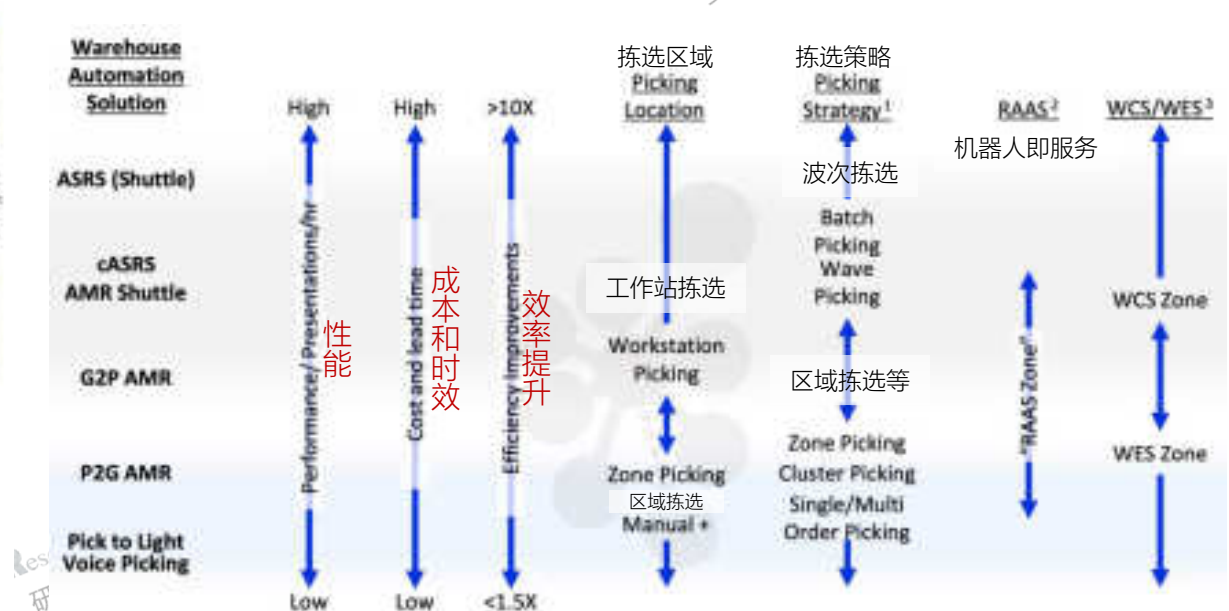 Warehouse
Automation
Solution
High
High
>10X
拣选区域
Picking
Location
拣选策略
Picking
Strategy¹
RAAS²
机器人即服务
WCS/WES³
ASRS (Shuttle)
cASRS
AMR Shuttle
G2P AMR
P2G AMR
Pick to Light
Voice Picking
Performance/ Presentations/hr
性能
Cost and lead time
成本和时效
Efficiency Improvements
效率提升
Low
Low
<1.5X
工作站拣选
Workstation
Picking
Zone Picking
区域拣选
Manual +
波次拣选
Batch
Picking
Wave
Picking
区域拣选等
Zone Picking
Cluster Picking
Single/Multi
Order Picking
"RAAS Zone"
WCS Zone
WES Zone
Res
研